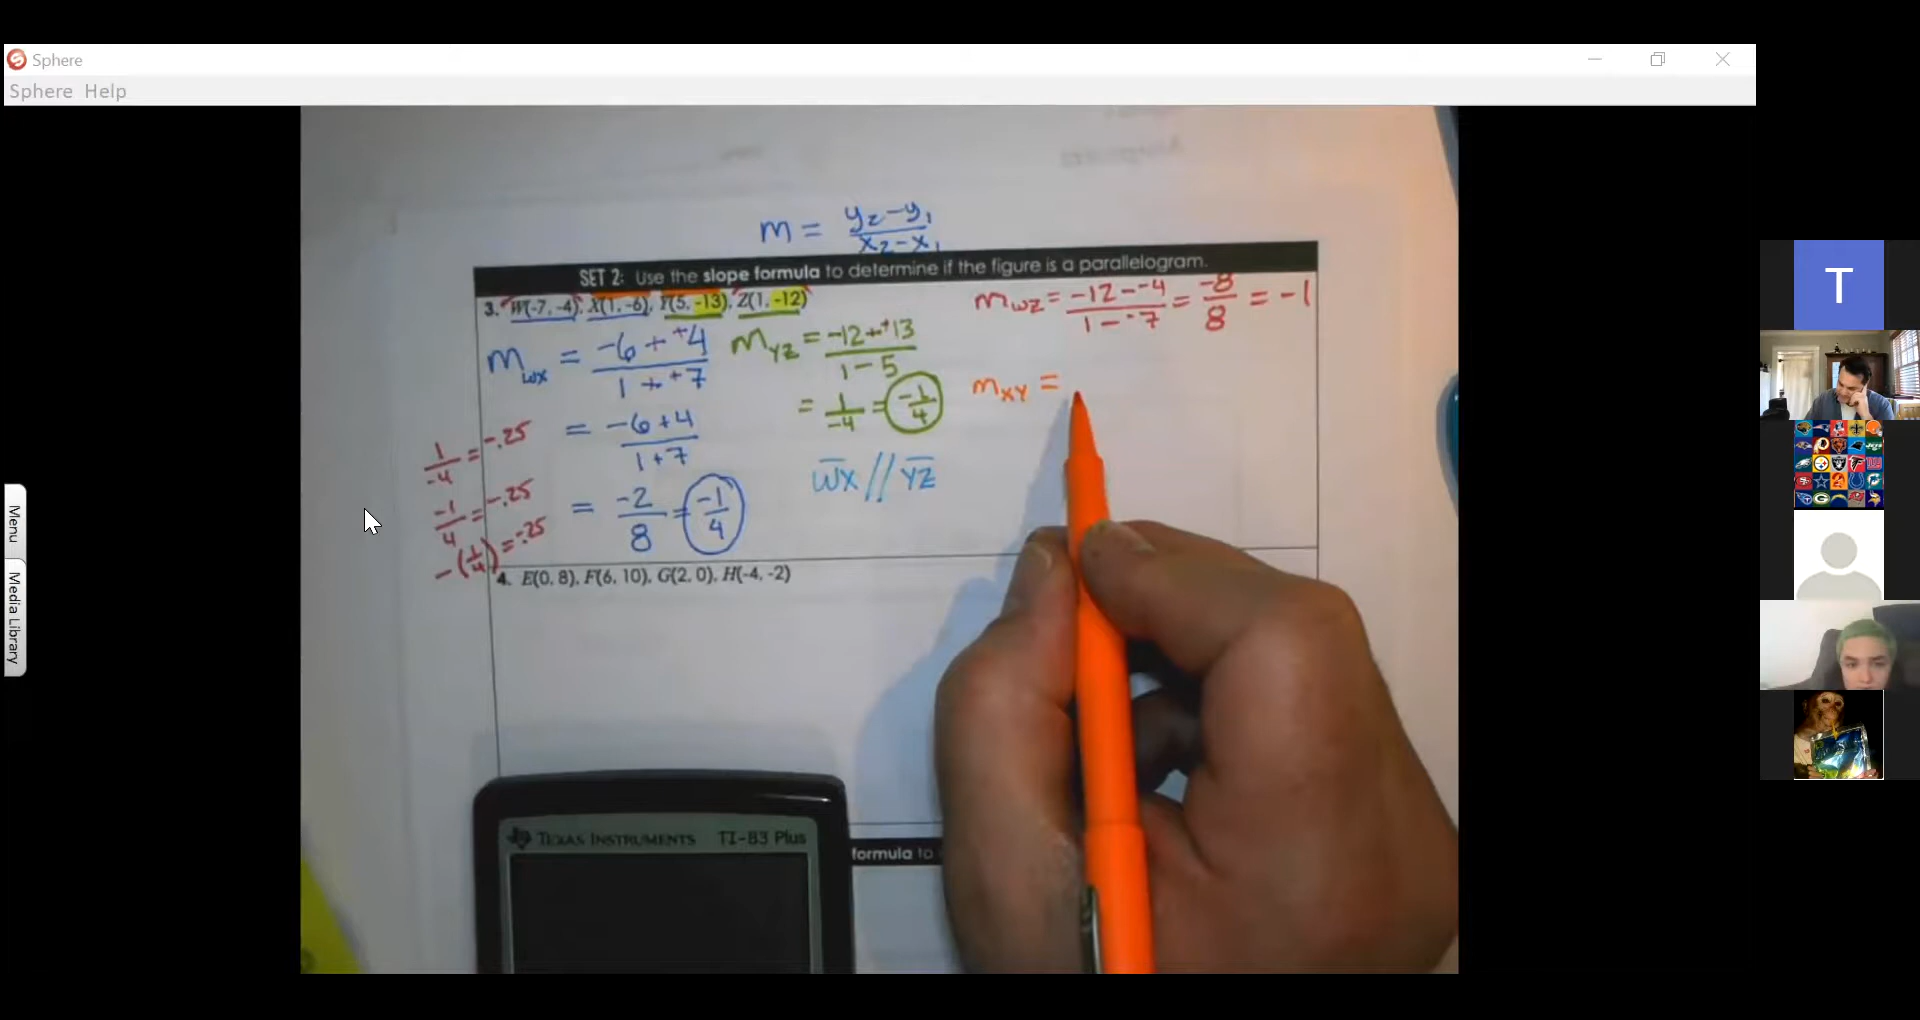 Sphere
Sphere Help
m = y₂-y₁ / x₂-x₁
SET 2: Use the slope formula to determine if the figure is a parallelogram.
3. W(-7, -4), X(1, -6), Y(5, -13), Z(1, -12)
m_WX = -6 + +4 / 1 + +7
= -6+4 / 1+7
= -2/8 = -1/4
1/-4 = -.25
-1/4 = -.25
-(1/4) = -.25
m_YZ = -12 + +13 / 1 - 5
= 1/-4 = -1/4
WX // YZ
m_WZ = -12 - -4 / 1 - -7 = -8/8 = -1
m_XY =
4. E(0, 8), F(6, 10), G(2, 0), H(-4, -2)
formula to
TEXAS INSTRUMENTS TI-83 Plus
Menu
Media Library
T